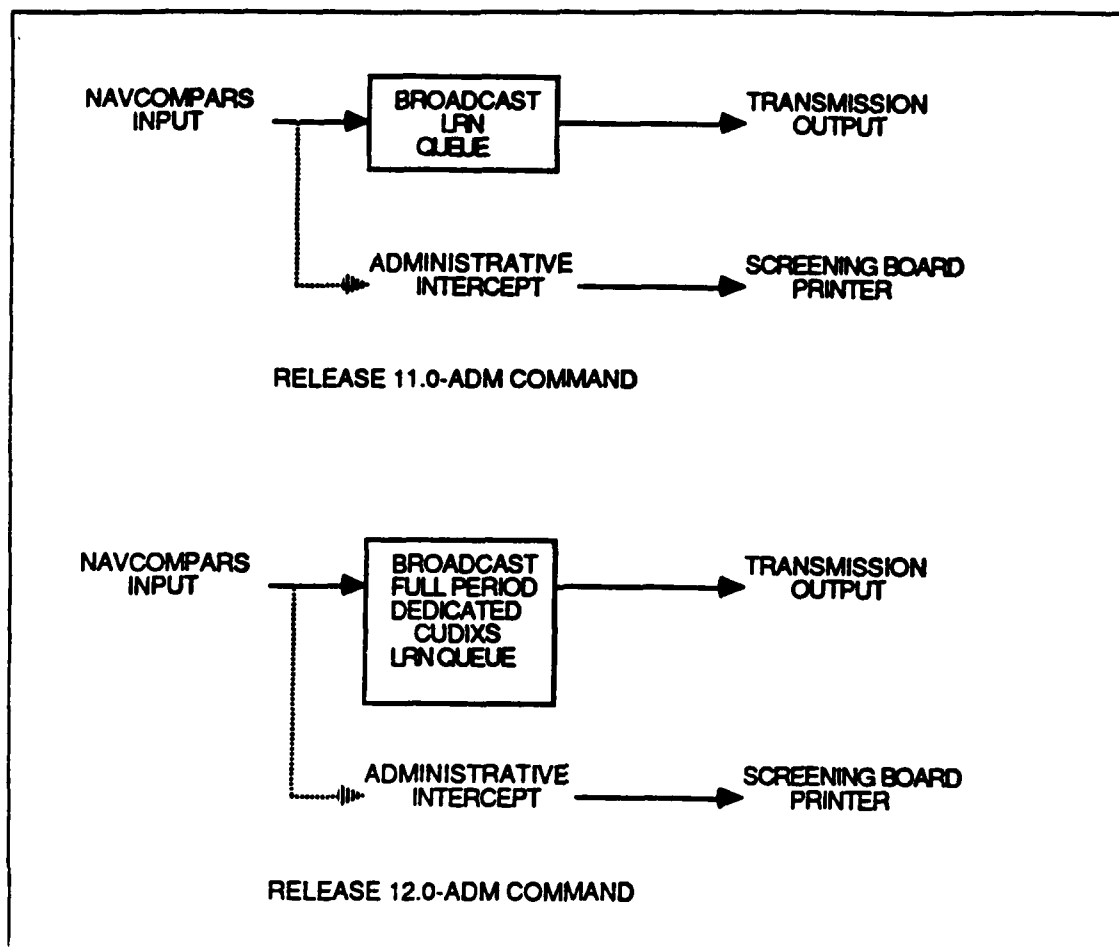 NAVCOMPARS
INPUT
BROADCAST
LRN
QUEUE
TRANSMISSION
OUTPUT
ADMINISTRATIVE
INTERCEPT
SCREENING BOARD
PRINTER
RELEASE 11.0-ADM COMMAND
NAVCOMPARS
INPUT
BROADCAST
FULL PERIOD
DEDICATED
CUDIXS
LRN QUEUE
TRANSMISSION
OUTPUT
ADMINISTRATIVE
INTERCEPT
SCREENING BOARD
PRINTER
RELEASE 12.0-ADM COMMAND